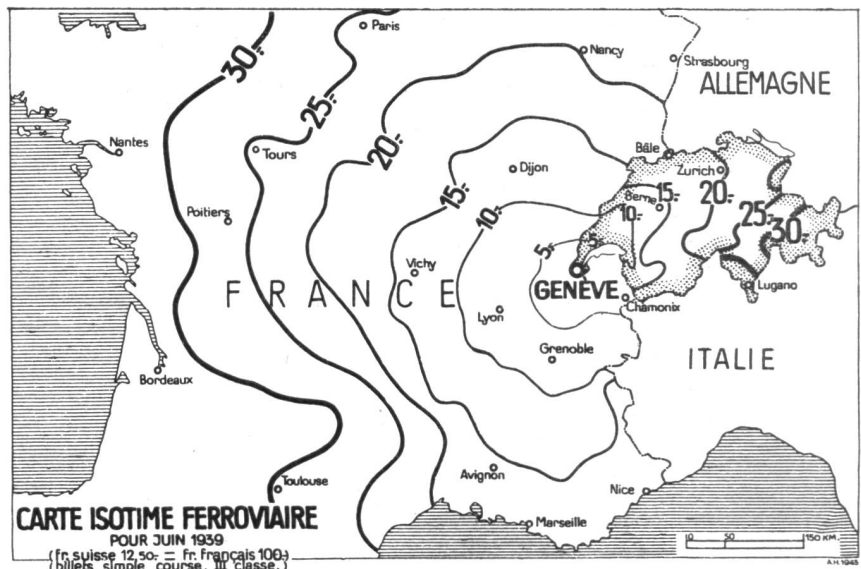 30.-
25.-
Paris
Nancy
Strasbourg
ALLEMAGNE
Nantes
Tours
20.-
Bâle
Zurich
Dijon
15.-
10.-
Poitiers
Berne
10.-
15.-
20.-
25.-
30.-
5.-
5.-
Vichy
FRANCE
GENÈVE
Chamonix
Lugano
Lyon
Grenoble
ITALIE
Bordeaux
Toulouse
Avignon
Nice
Marseille
CARTE ISOTIME FERROVIAIRE
POUR JUIN 1939
(fr. suisse 12,50.- = fr. français 100.-)
(billets simple course, III classe.)
0 50 150 KM.
A.H. 1943